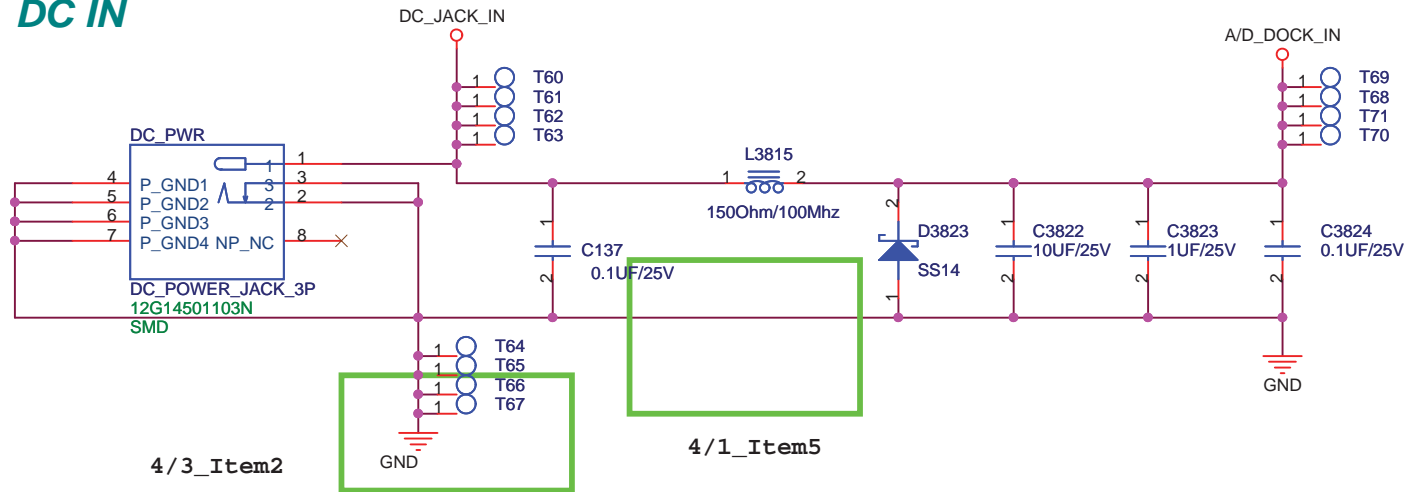 DC IN
DC_JACK_IN
A/D_DOCK_IN
1 T60
1 T61
1 T62
1 T63
1 T69
1 T68
1 T71
1 T70
DC_PWR
4 P_GND1
5 P_GND2
6 P_GND3
7 P_GND4 NP_NC 8
1 1
3 3
2 2
DC_POWER_JACK_3P
12G14501103N
SMD
L3815
1 2
150Ohm/100Mhz
1
C137
0.1UF/25V
2
2
D3823
SS14
1
1
C3822
10UF/25V
2
1
C3823
1UF/25V
2
1
C3824
0.1UF/25V
2
1 T64
1 T65
1 T66
1 T67
GND
GND
4/3_Item2
4/1_Item5